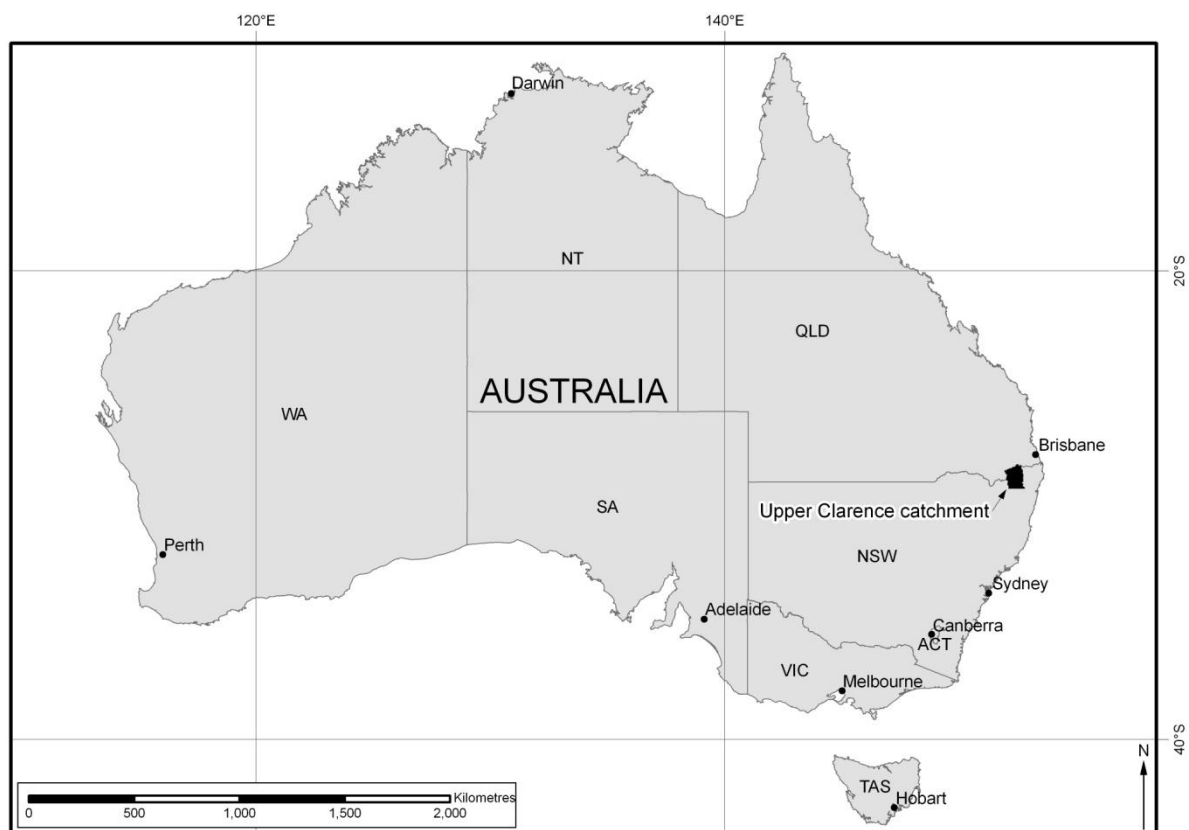 120°E
140°E
Darwin
NT
20°S
QLD
AUSTRALIA
WA
Brisbane
SA
Upper Clarence catchment
NSW
Perth
Sydney
Adelaide
Canberra
ACT
VIC
Melbourne
40°S
N
TAS
Hobart
Kilometres
0 500 1,000 1,500 2,000